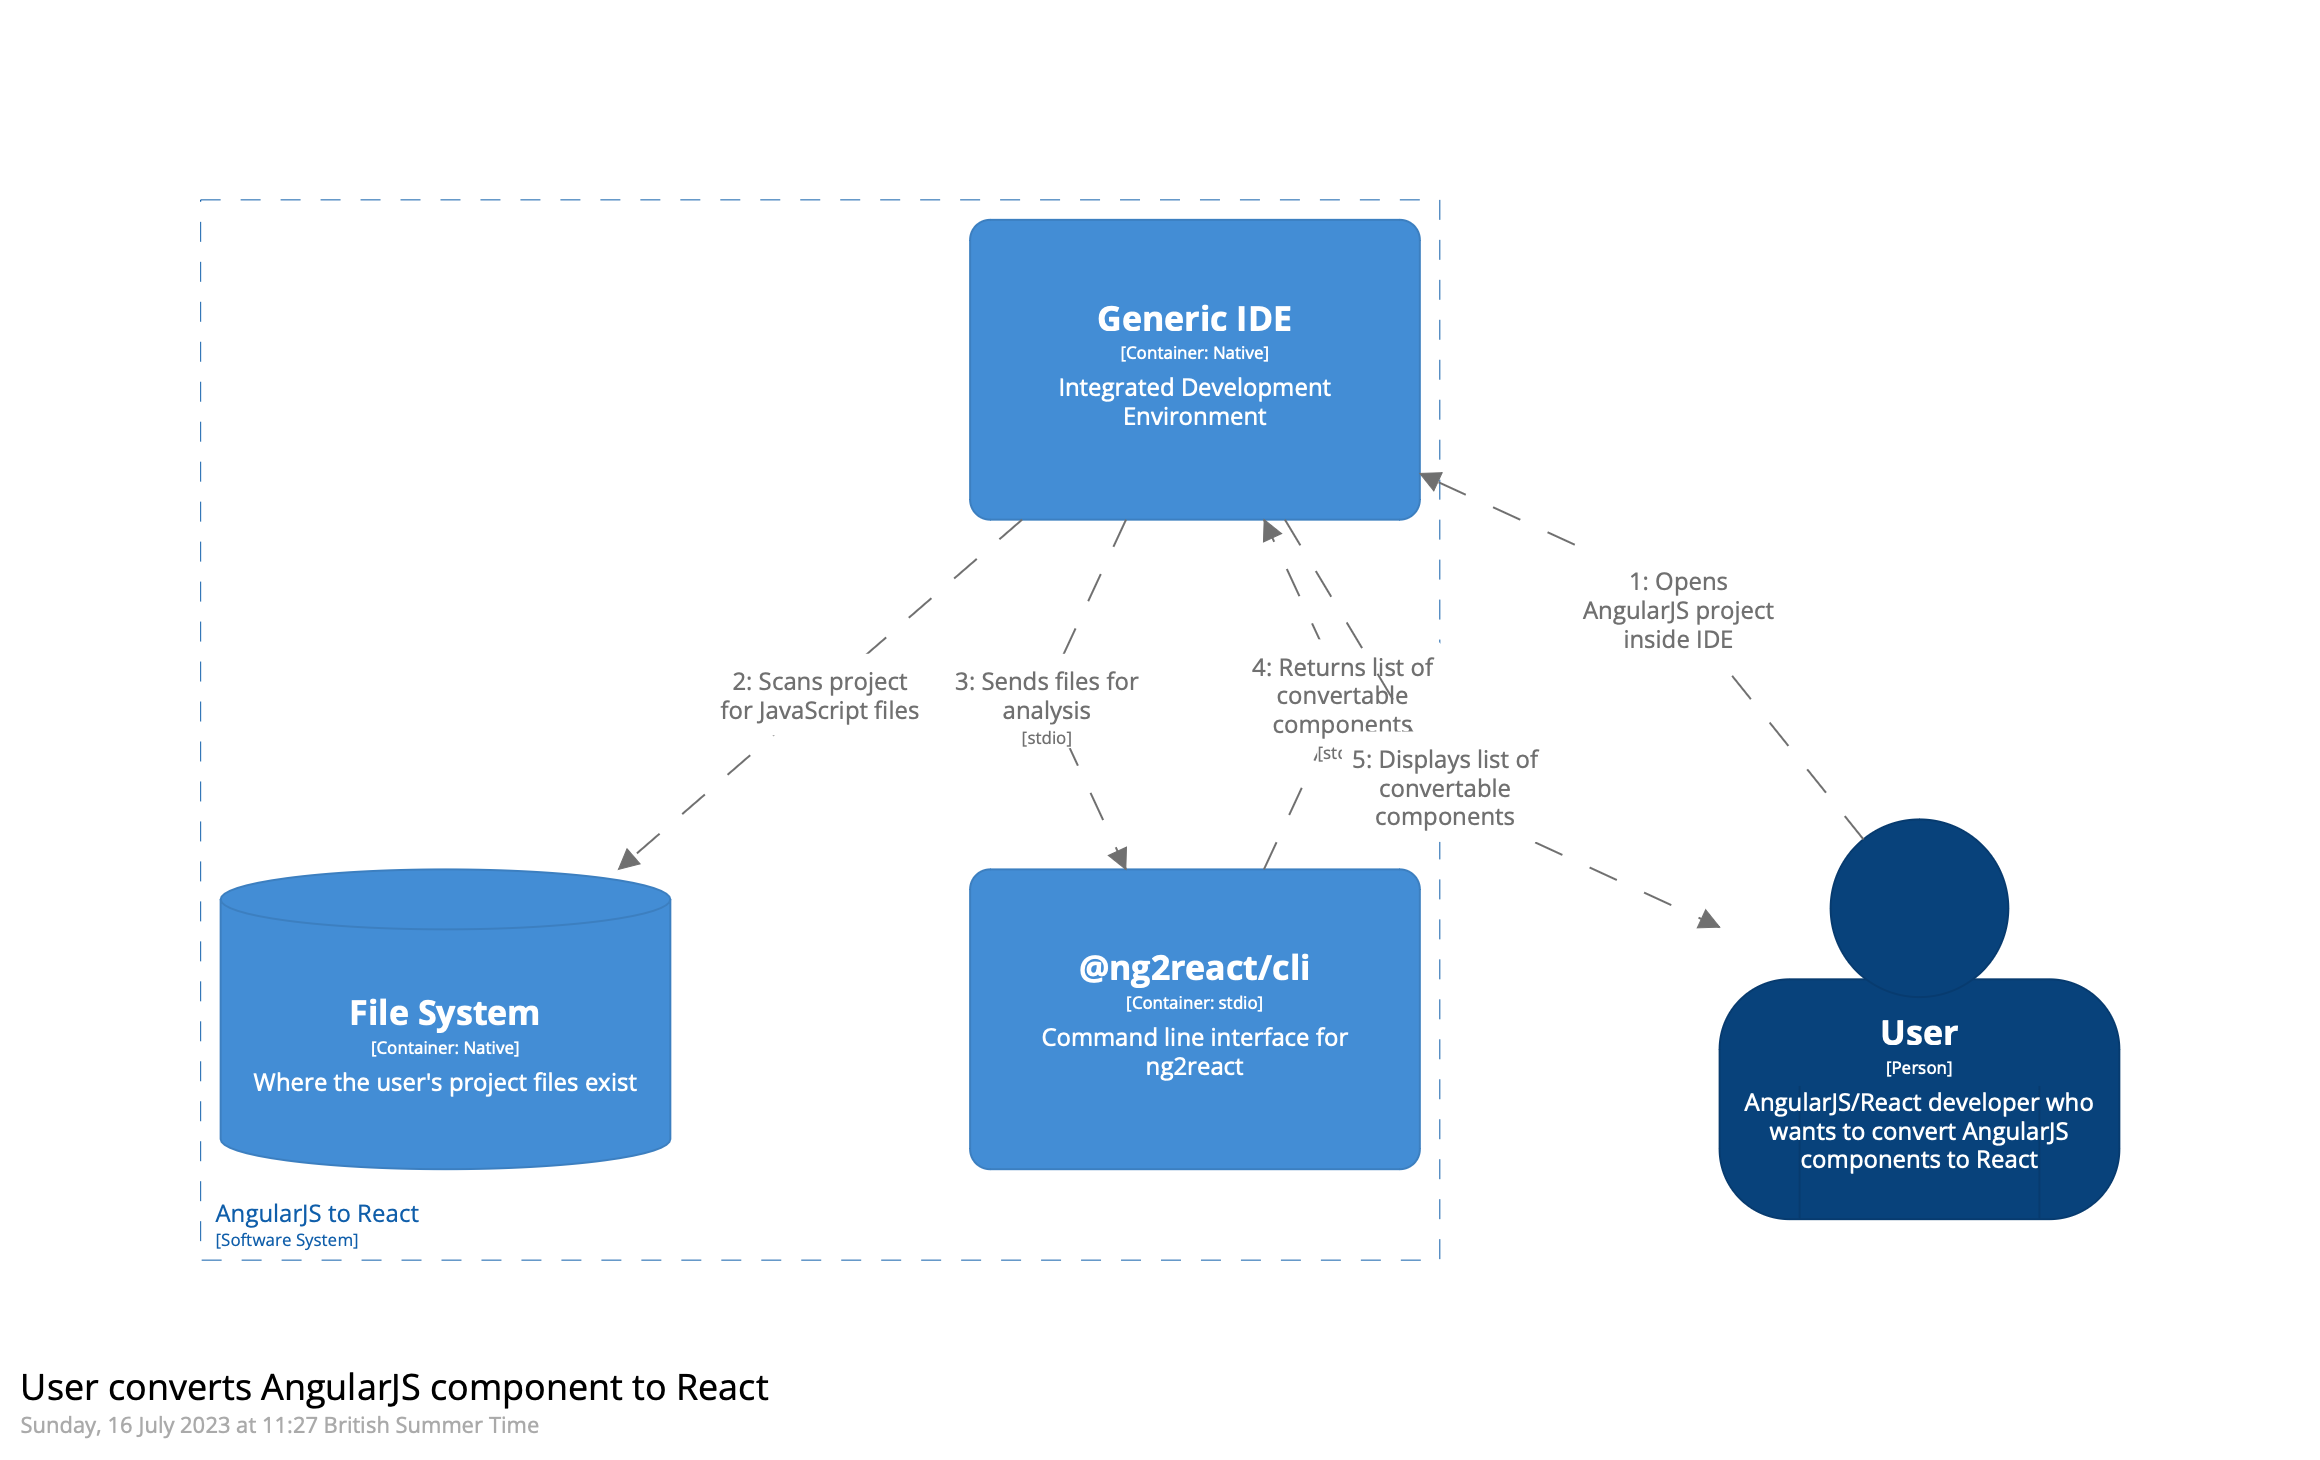 Generic IDE
[Container: Native]
Integrated Development
Environment
1: Opens
AngularJS project
inside IDE
2: Scans project
for JavaScript files
3: Sends files for
analysis
[stdio]
4: Returns list of
convertable
components
5: Displays list of
convertable
components
File System
[Container: Native]
Where the user's project files exist
@ng2react/cli
[Container: stdio]
Command line interface for
ng2react
User
[Person]
AngularJS/React developer who
wants to convert AngularJS
components to React
AngularJS to React
[Software System]
User converts AngularJS component to React
Sunday, 16 July 2023 at 11:27 British Summer Time